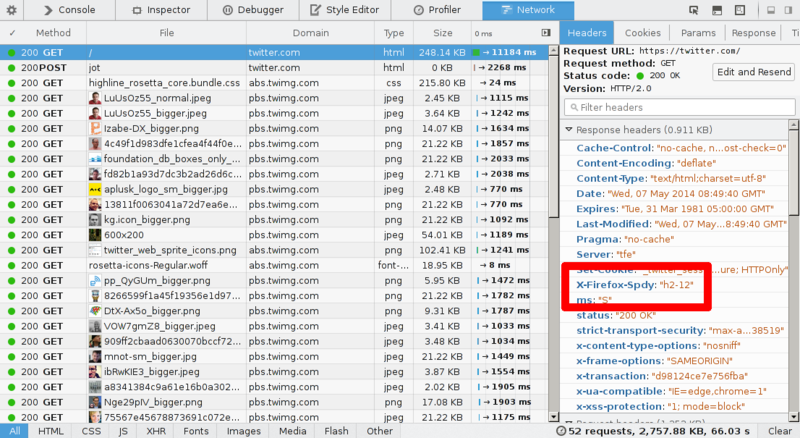 Console Inspector Debugger Style Editor Profiler Network
✓ Method File Domain Type Size 0 ms
200 GET / twitter.com html 248.14 KB → 11184 ms
200 POST jot twitter.com html 0 KB → 2268 ms
200 GET highline_rosetta_core.bundle.css abs.twimg.com css 215.80 KB → 24 ms
200 GET LuUsOz55_normal.jpeg pbs.twimg.com jpeg 2.45 KB → 1115 ms
200 GET LuUsOz55_bigger.jpeg pbs.twimg.com jpeg 3.64 KB → 1242 ms
200 GET Izabe-DX_bigger.png pbs.twimg.com png 14.07 KB → 1634 ms
200 GET 4c49f1d983dfe1cfea4f44f0e... pbs.twimg.com png 21.22 KB → 1857 ms
200 GET foundation_db_boxes_only_... pbs.twimg.com png 21.22 KB → 2033 ms
200 GET fd82b1a93d7dc3b2ad26d6c... pbs.twimg.com jpeg 2.71 KB → 2038 ms
200 GET aplusk_logo_sm_bigger.jpg pbs.twimg.com jpeg 2.48 KB → 770 ms
200 GET 13811f0063041a72d7ea6e... pbs.twimg.com png 21.22 KB → 770 ms
200 GET kg.icon_bigger.png pbs.twimg.com png 21.22 KB → 1092 ms
200 GET 600x200 pbs.twimg.com jpeg 54.01 KB → 1189 ms
200 GET twitter_web_sprite_icons.png abs.twimg.com png 102.41 KB → 1241 ms
200 GET rosetta-icons-Regular.woff abs.twimg.com font-... 18.95 KB → 8 ms
200 GET pp_QyGUm_bigger.png pbs.twimg.com png 5.95 KB → 1472 ms
200 GET 8266599f1a45f19356e1d97... pbs.twimg.com png 21.22 KB → 1782 ms
200 GET DtX-Ax5o_bigger.png pbs.twimg.com png 9.31 KB → 1787 ms
200 GET VOW7gmZ8_bigger.jpeg pbs.twimg.com jpeg 3.41 KB → 1033 ms
200 GET 909ff2cbaad0630070bccf72... pbs.twimg.com jpeg 3.48 KB → 1034 ms
200 GET mnot-sm_bigger.jpg pbs.twimg.com jpeg 21.22 KB → 1449 ms
200 GET ibRwKIE3_bigger.jpeg pbs.twimg.com jpeg 3.87 KB → 1554 ms
200 GET a8341384c9a61e16b0a302... pbs.twimg.com jpeg 2.02 KB → 1905 ms
200 GET Nge29pIV_bigger.png pbs.twimg.com png 17.08 KB → 1903 ms
200 GET 75567e45678873691c072e... pbs.twimg.com jpeg 21.22 KB → 1175 ms
Headers Cookies Params Response Ti
Request URL: https://twitter.com/
Request method: GET
Status code: 200 OK
Edit and Resend
Version: HTTP/2.0
Filter headers
Response headers (0.911 KB)
Cache-Control: "no-cache, n...ost-check=0"
Content-Encoding: "deflate"
Content-Type: "text/html;charset=utf-8"
Date: "Wed, 07 May 2014 08:49:40 GMT"
Expires: "Tue, 31 Mar 1981 05:00:00 GMT"
Last-Modified: "Wed, 07 May...8:49:40 GMT"
Pragma: "no-cache"
Server: "tfe"
Set-Cookie: "_twitter_sess...ure; HTTPOnly"
X-Firefox-Spdy: "h2-12"
ms: "S"
status: "200 OK"
strict-transport-security: "max-a...38519"
x-content-type-options: "nosniff"
x-frame-options: "SAMEORIGIN"
x-transaction: "d98124ce7e756fba"
x-ua-compatible: "IE=edge,chrome=1"
x-xss-protection: "1; mode=block"
All HTML CSS JS XHR Fonts Images Media Flash Other 52 requests, 2,757.88 KB, 66.03 s Clear